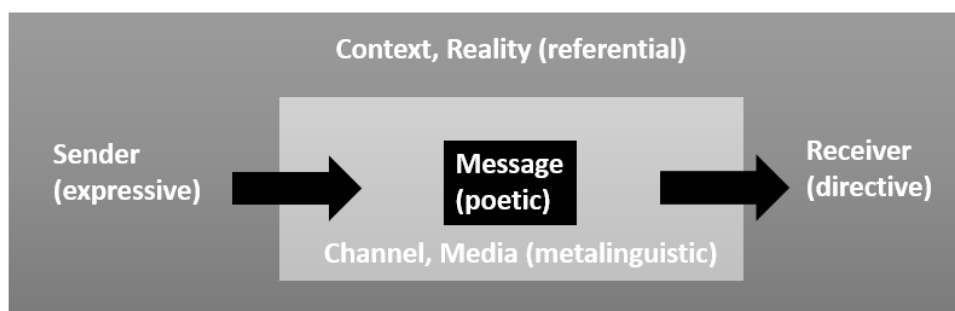 Context, Reality (referential)
Sender
(expressive)
Message
(poetic)
Receiver
(directive)
Channel, Media (metalinguistic)